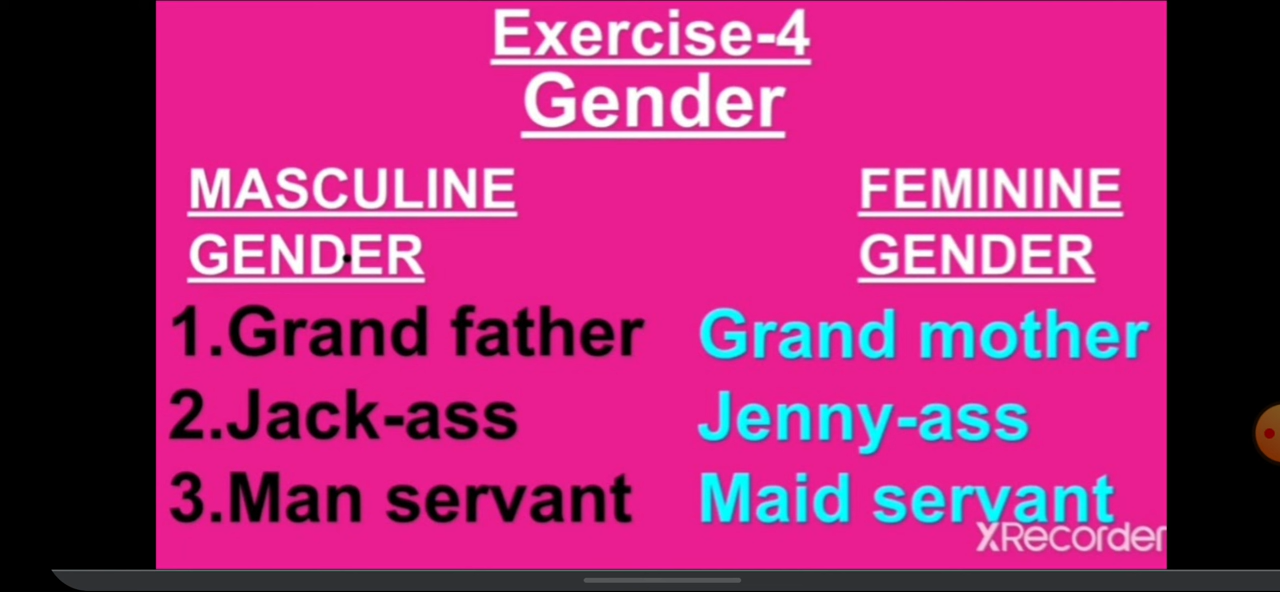 Exercise-4
Gender
MASCULINE GENDER
FEMININE GENDER
1.Grand father Grand mother
2.Jack-ass Jenny-ass
3.Man servant Maid servant
XRecorder